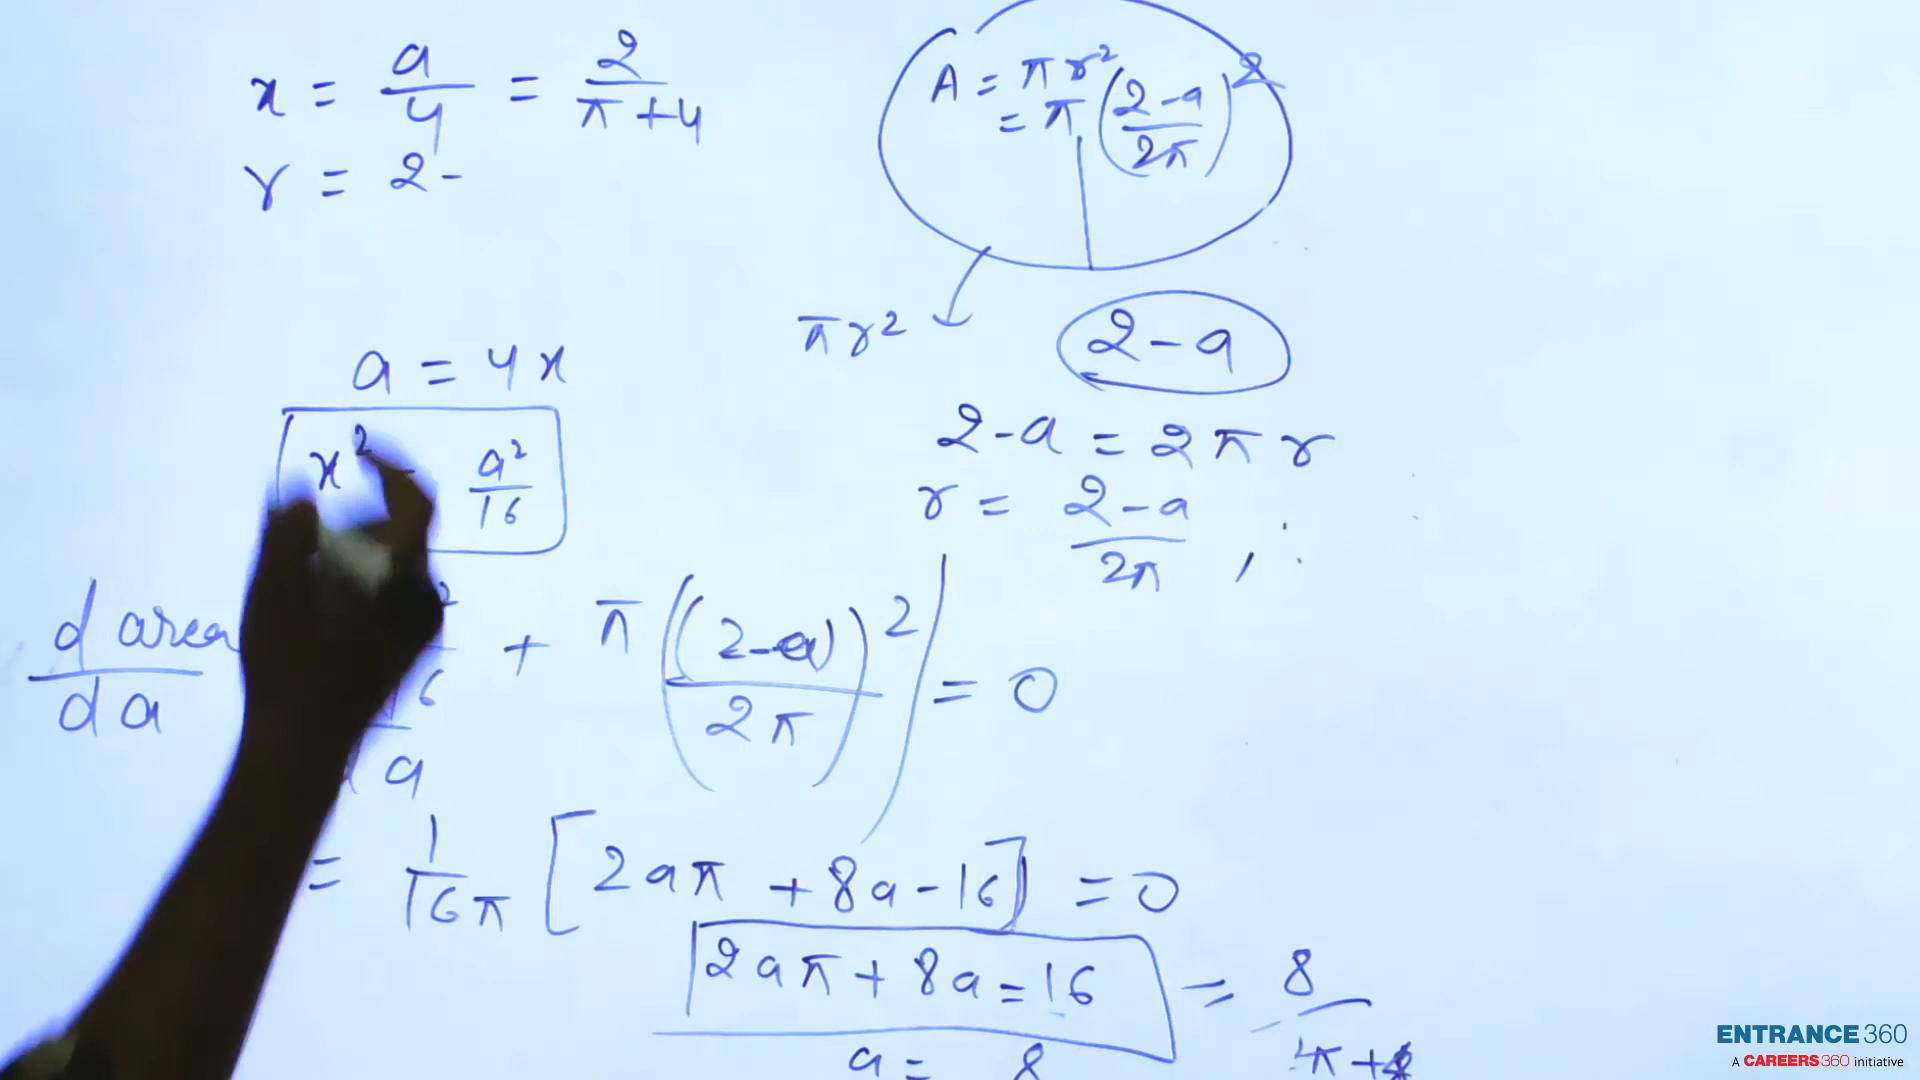 x = a/4 = 2/(π+4)
r = 2-
A = πr²
= π((2-a)/2π)²
πr²
2-a
a = 4x
x² = a²/16
2-a = 2πr
r = (2-a)/2π ,
d area/da
+ π((2-a)/2π)² = 0
= 1/16π [2aπ + 8a - 16] = 0
2aπ + 8a = 16 = 8/
a = 8
ENTRANCE360
A CAREERS360 initiative